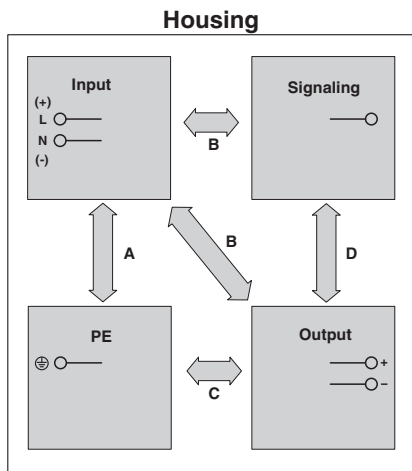 Housing
Input
(+)
L
N
(-)
Signaling
B
A
B
D
PE
Output
+
–
C